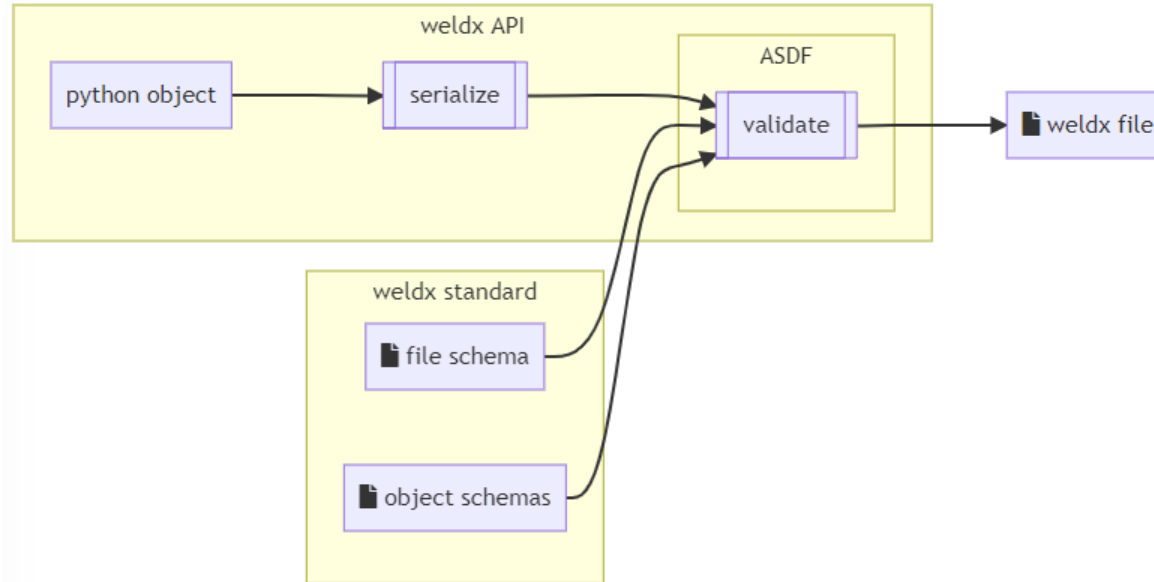 weldx API
ASDF
python object
serialize
validate
weldx file
weldx standard
file schema
object schemas